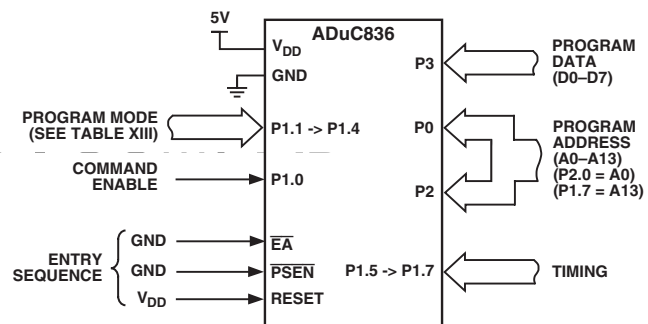 5V
ADuC836
VDD
GND
P3
PROGRAM
DATA
(D0–D7)
PROGRAM MODE
(SEE TABLE XIII)
P1.1 -> P1.4
P0
PROGRAM
ADDRESS
(A0–A13)
(P2.0 = A0)
(P1.7 = A13)
COMMAND
ENABLE
P1.0
P2
ENTRY
SEQUENCE
GND
EA
GND
PSEN
VDD
RESET
P1.5 -> P1.7
TIMING